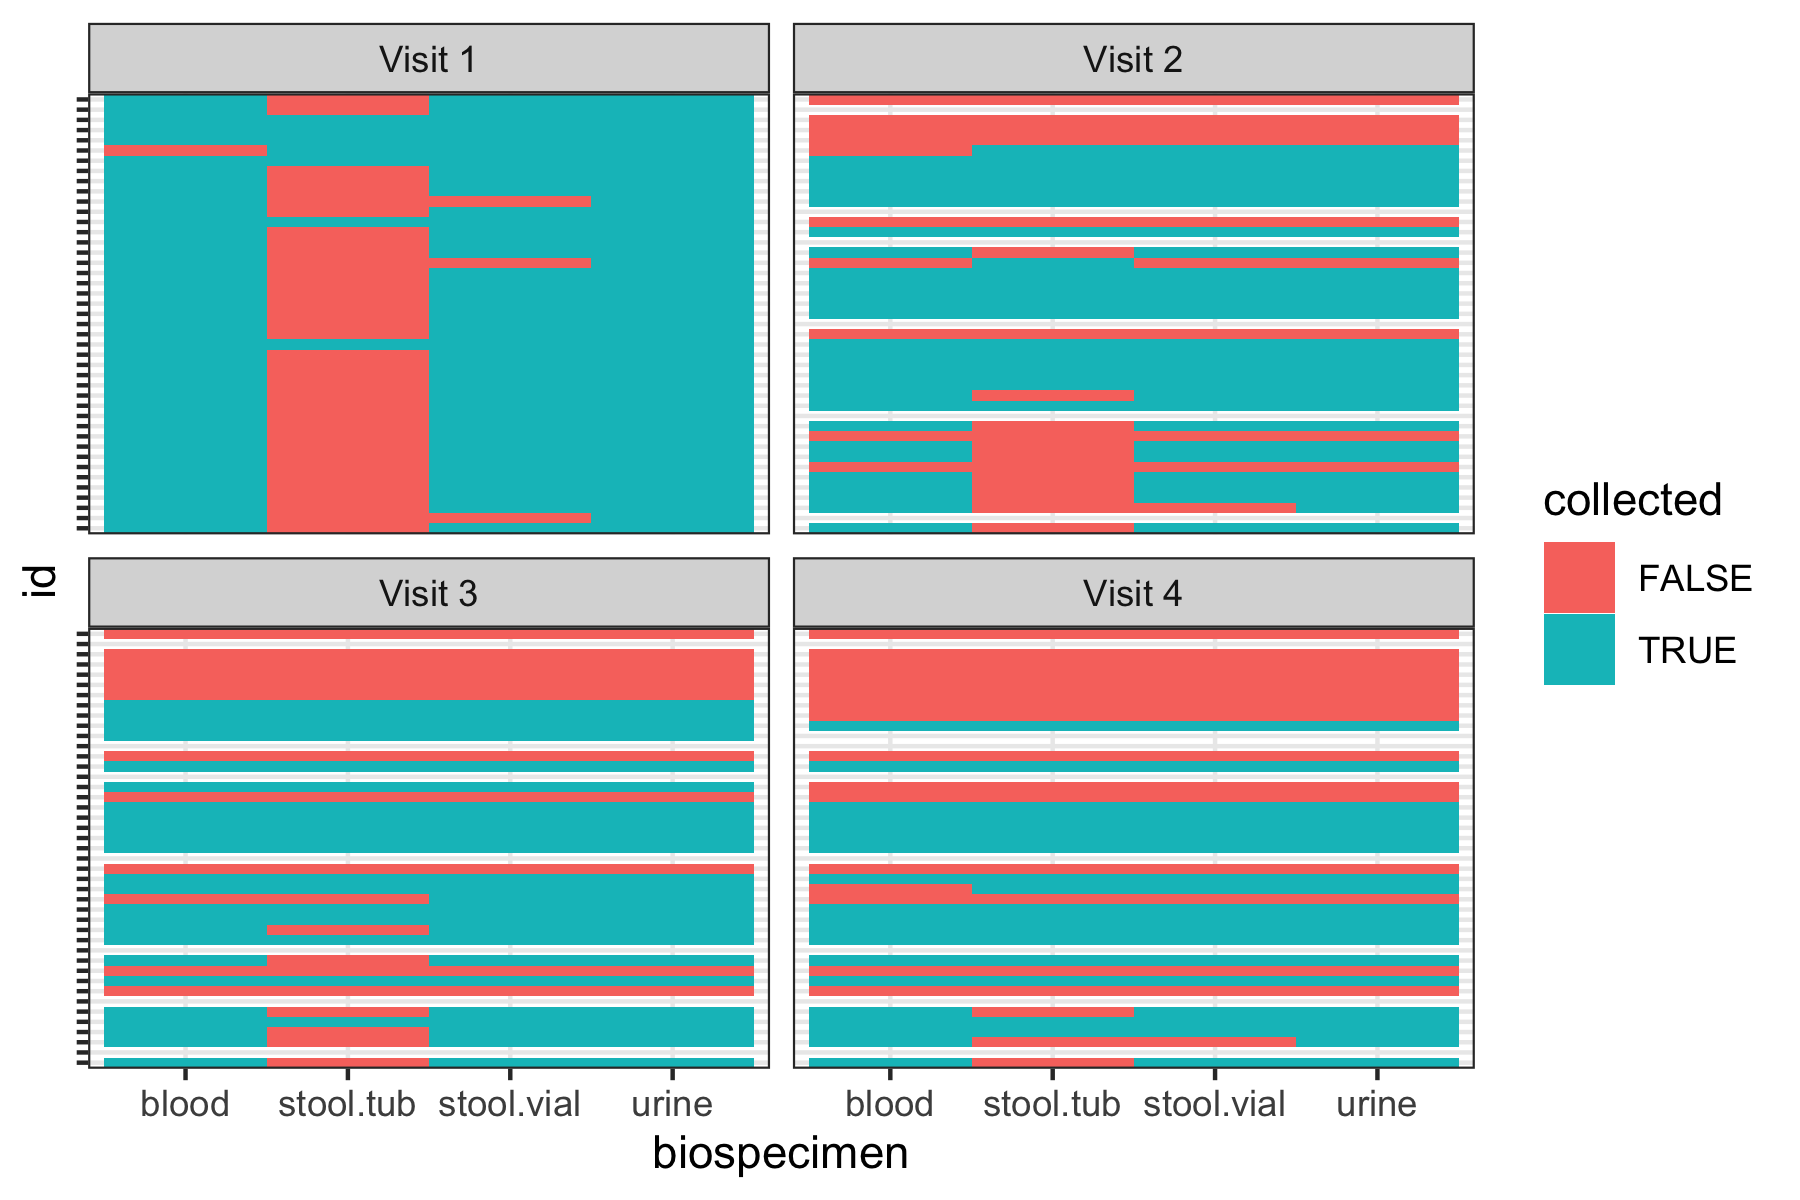 Visit 1
Visit 2
Visit 3
Visit 4
id
blood stool.tub stool.vial urine
blood stool.tub stool.vial urine
biospecimen
collected
FALSE
TRUE